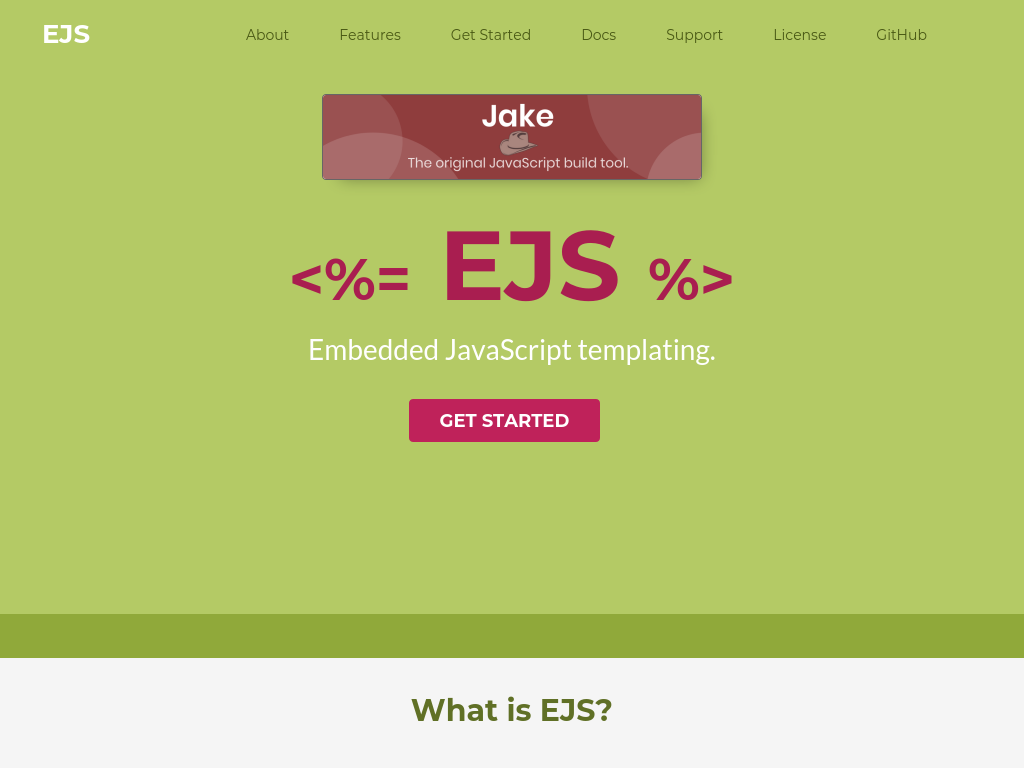 EJS About Features Get Started Docs Support License GitHub
Jake
The original JavaScript build tool.
<%= EJS %>
Embedded JavaScript templating.
GET STARTED
What is EJS?